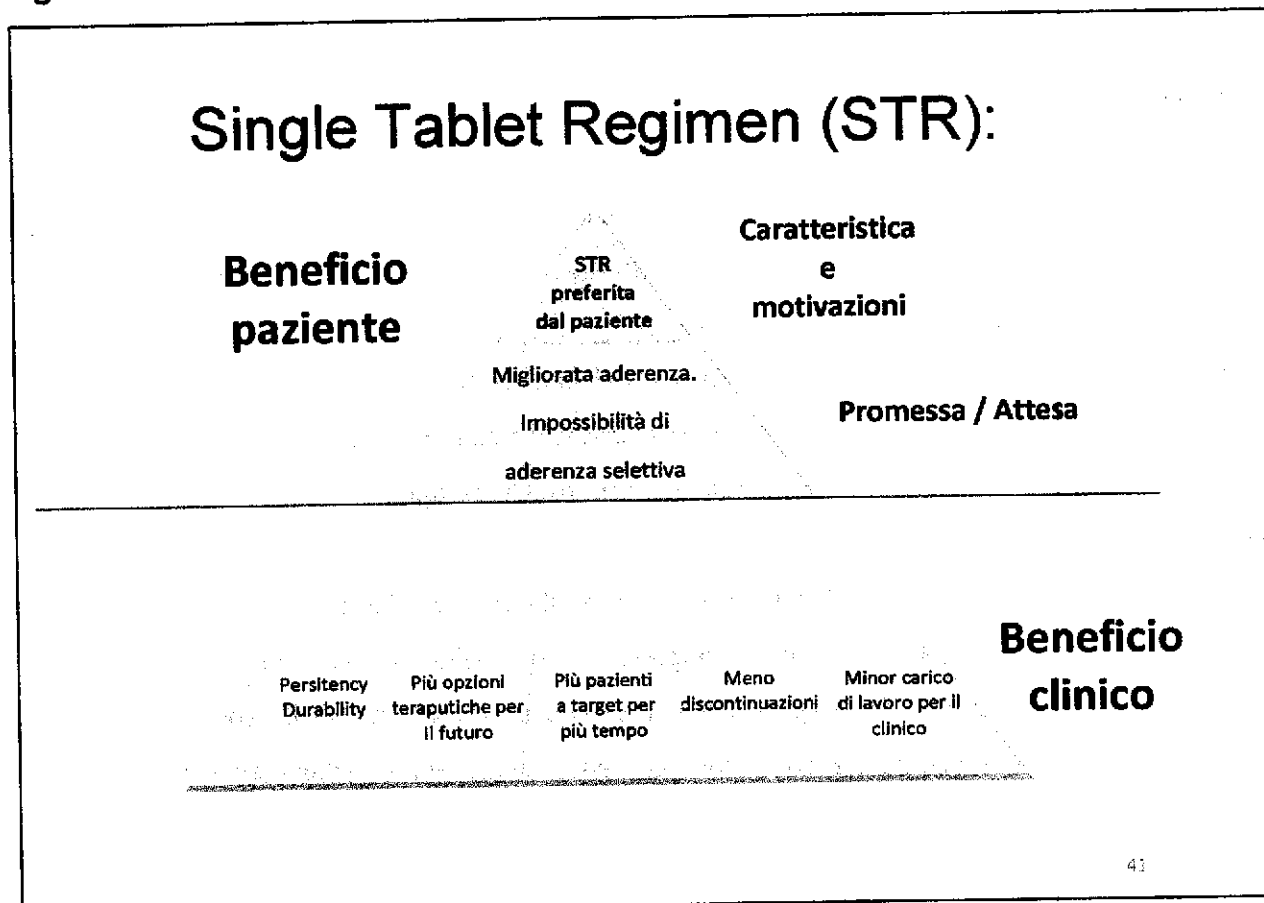 Single Tablet Regimen (STR):
Beneficio
paziente
STR
preferita
dal paziente
Caratteristica
e
motivazioni
Migliorata aderenza.
Impossibilità di
aderenza selettiva
Promessa / Attesa
Persitency
Durability
Più opzioni
teraputiche per
il futuro
Più pazienti
a target per
più tempo
Meno
discontinuazioni
Minor carico
di lavoro per il
clinico
Beneficio
clinico